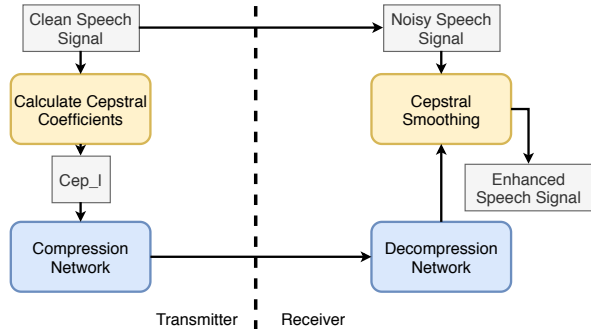 Clean Speech
Signal
Noisy Speech
Signal
Calculate Cepstral
Coefficients
Cepstral
Smoothing
Cep_l
Enhanced
Speech Signal
Compression
Network
Decompression
Network
Transmitter
Receiver